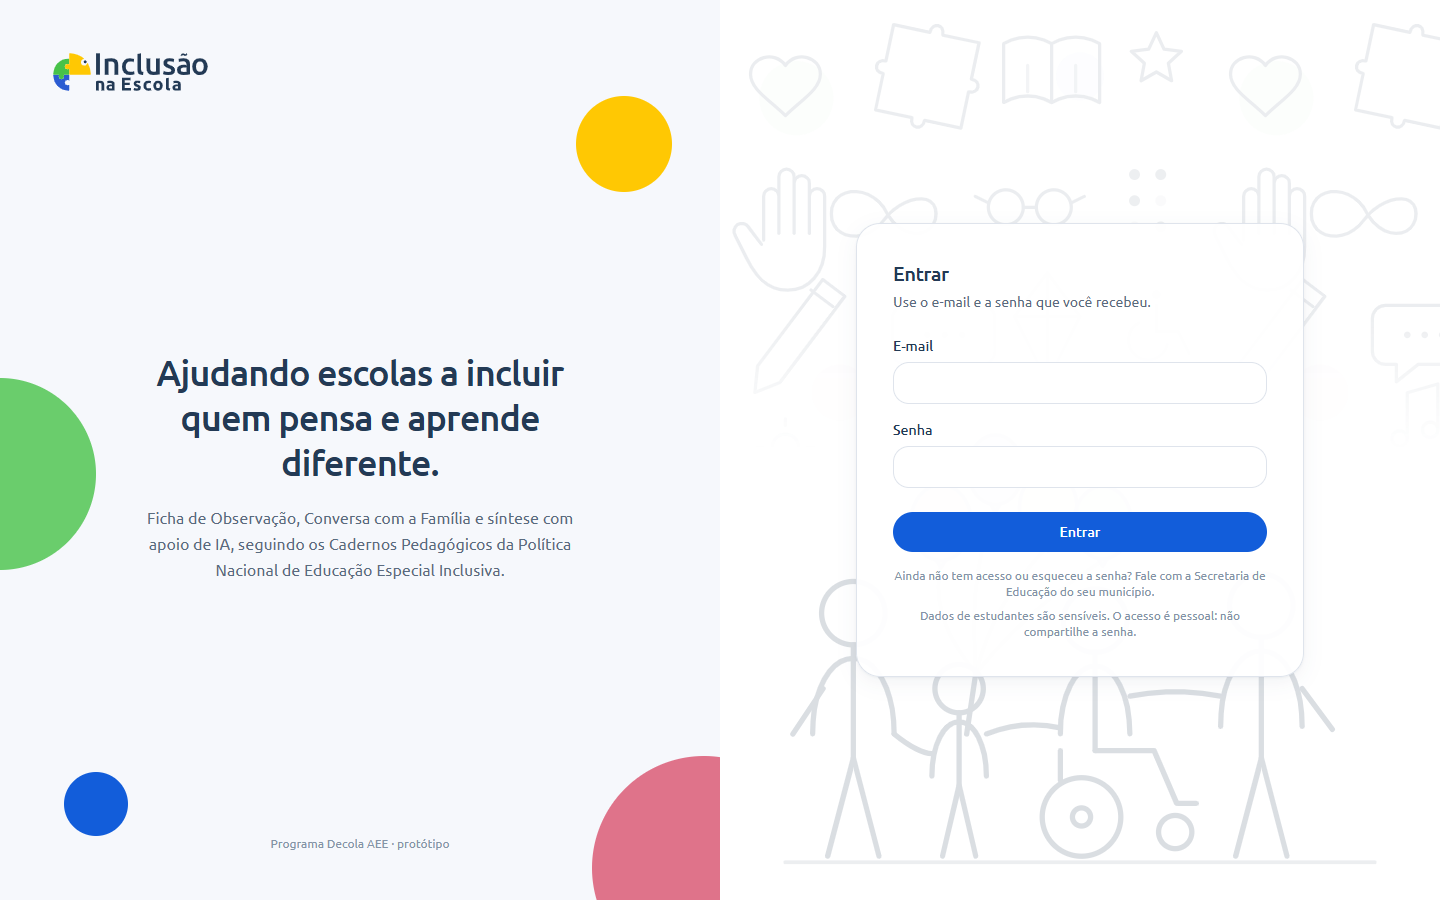 Inclusão
na Escola
Ajudando escolas a incluir
quem pensa e aprende
diferente.
Ficha de Observação, Conversa com a Família e síntese com
apoio de IA, seguindo os Cadernos Pedagógicos da Política
Nacional de Educação Especial Inclusiva.
Programa Decola AEE · protótipo
Entrar
Use o e-mail e a senha que você recebeu.
E-mail
Senha
Entrar
Ainda não tem acesso ou esqueceu a senha? Fale com a Secretaria de
Educação do seu município.
Dados de estudantes são sensíveis. O acesso é pessoal: não
compartilhe a senha.